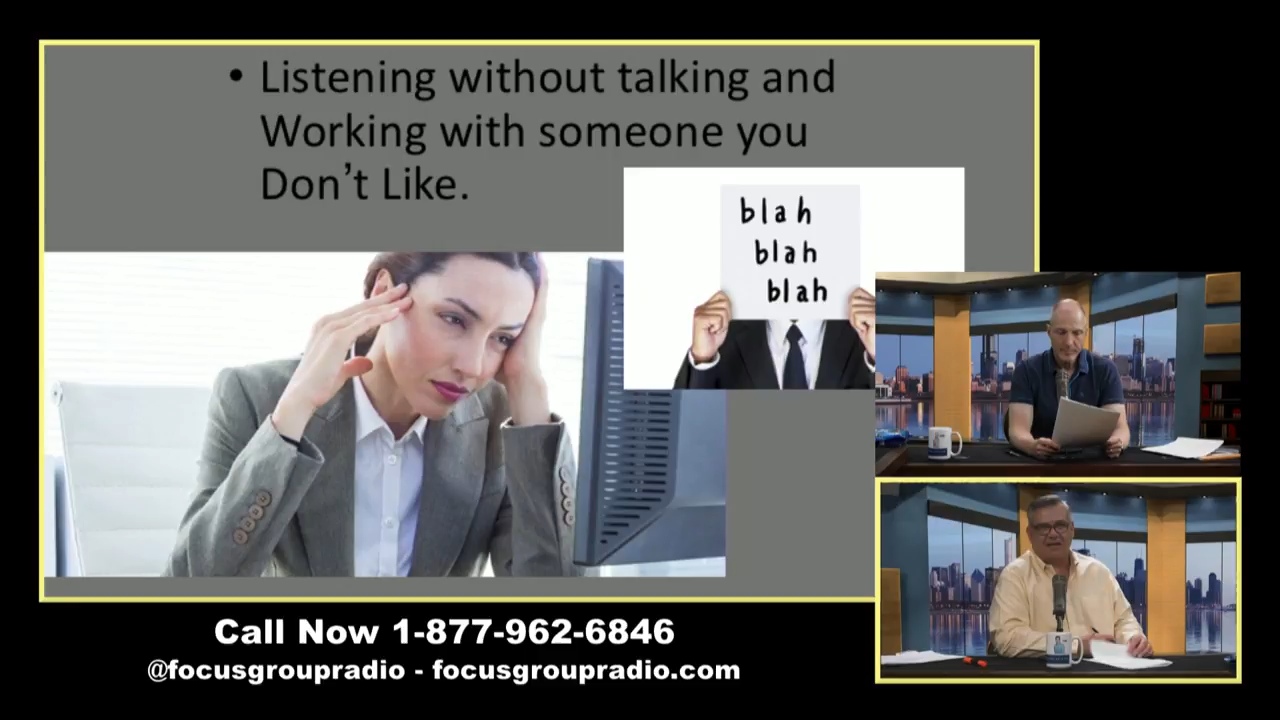 • Listening without talking and
Working with someone you
Don’t Like.
blah
blah
blah
Call Now 1-877-962-6846
@focusgroupradio - focusgroupradio.com